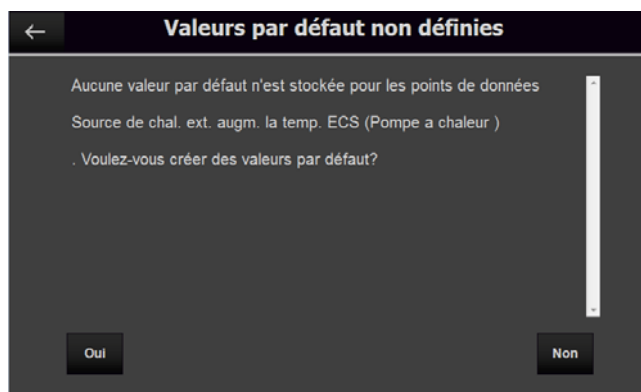 Valeurs par défaut non définies
Aucune valeur par défaut n'est stockée pour les points de données
Source de chal. ext. augm. la temp. ECS (Pompe a chaleur )
. Voulez-vous créer des valeurs par défaut?
Oui
Non